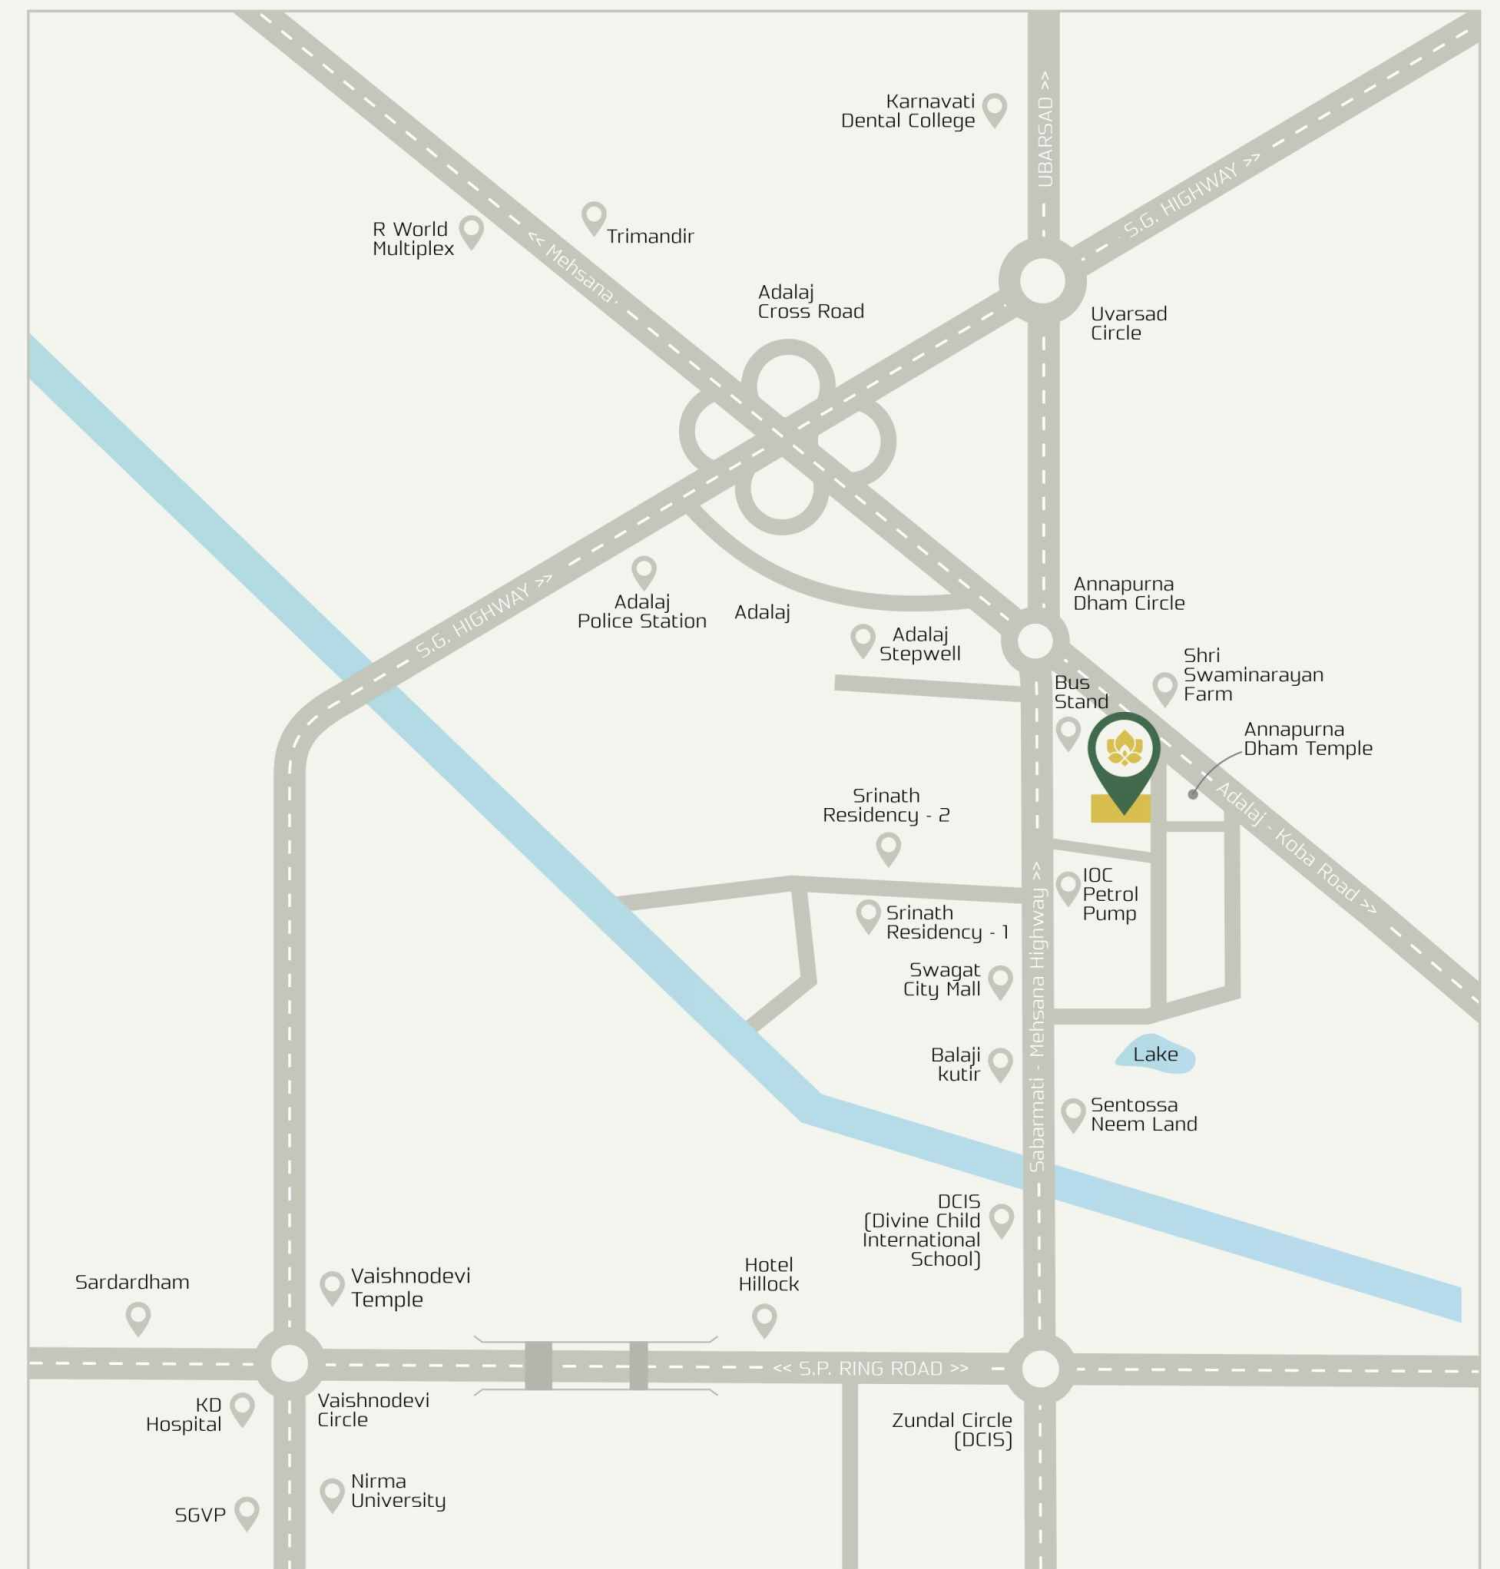 Karnavati
Dental College
UBARSAD >>
S.G. HIGHWAY >>
R World
Multiplex
Trimandir
<< Mehsana
Adalaj
Cross Road
Uvarsad
Circle
S.G. HIGHWAY >>
Adalaj
Police Station
Adalaj
Annapurna
Dham Circle
Adalaj
Stepwell
Shri
Swaminarayan
Farm
Bus
Stand
Annapurna
Dham Temple
Adalaj - Koba Road >>
Srinath
Residency - 2
IOC
Petrol
Pump
Srinath
Residency - 1
Swagat
City Mall
Sabarmati - Mehsana Highway >>
Balaji
kutir
Lake
Sentossa
Neem Land
DCIS
(Divine Child
International
School)
Hotel
Hillock
Sardardham
Vaishnodevi
Temple
<< S.P. RING ROAD >>
KD
Hospital
Vaishnodevi
Circle
Zundal Circle
(DCIS)
Nirma
University
SGVP